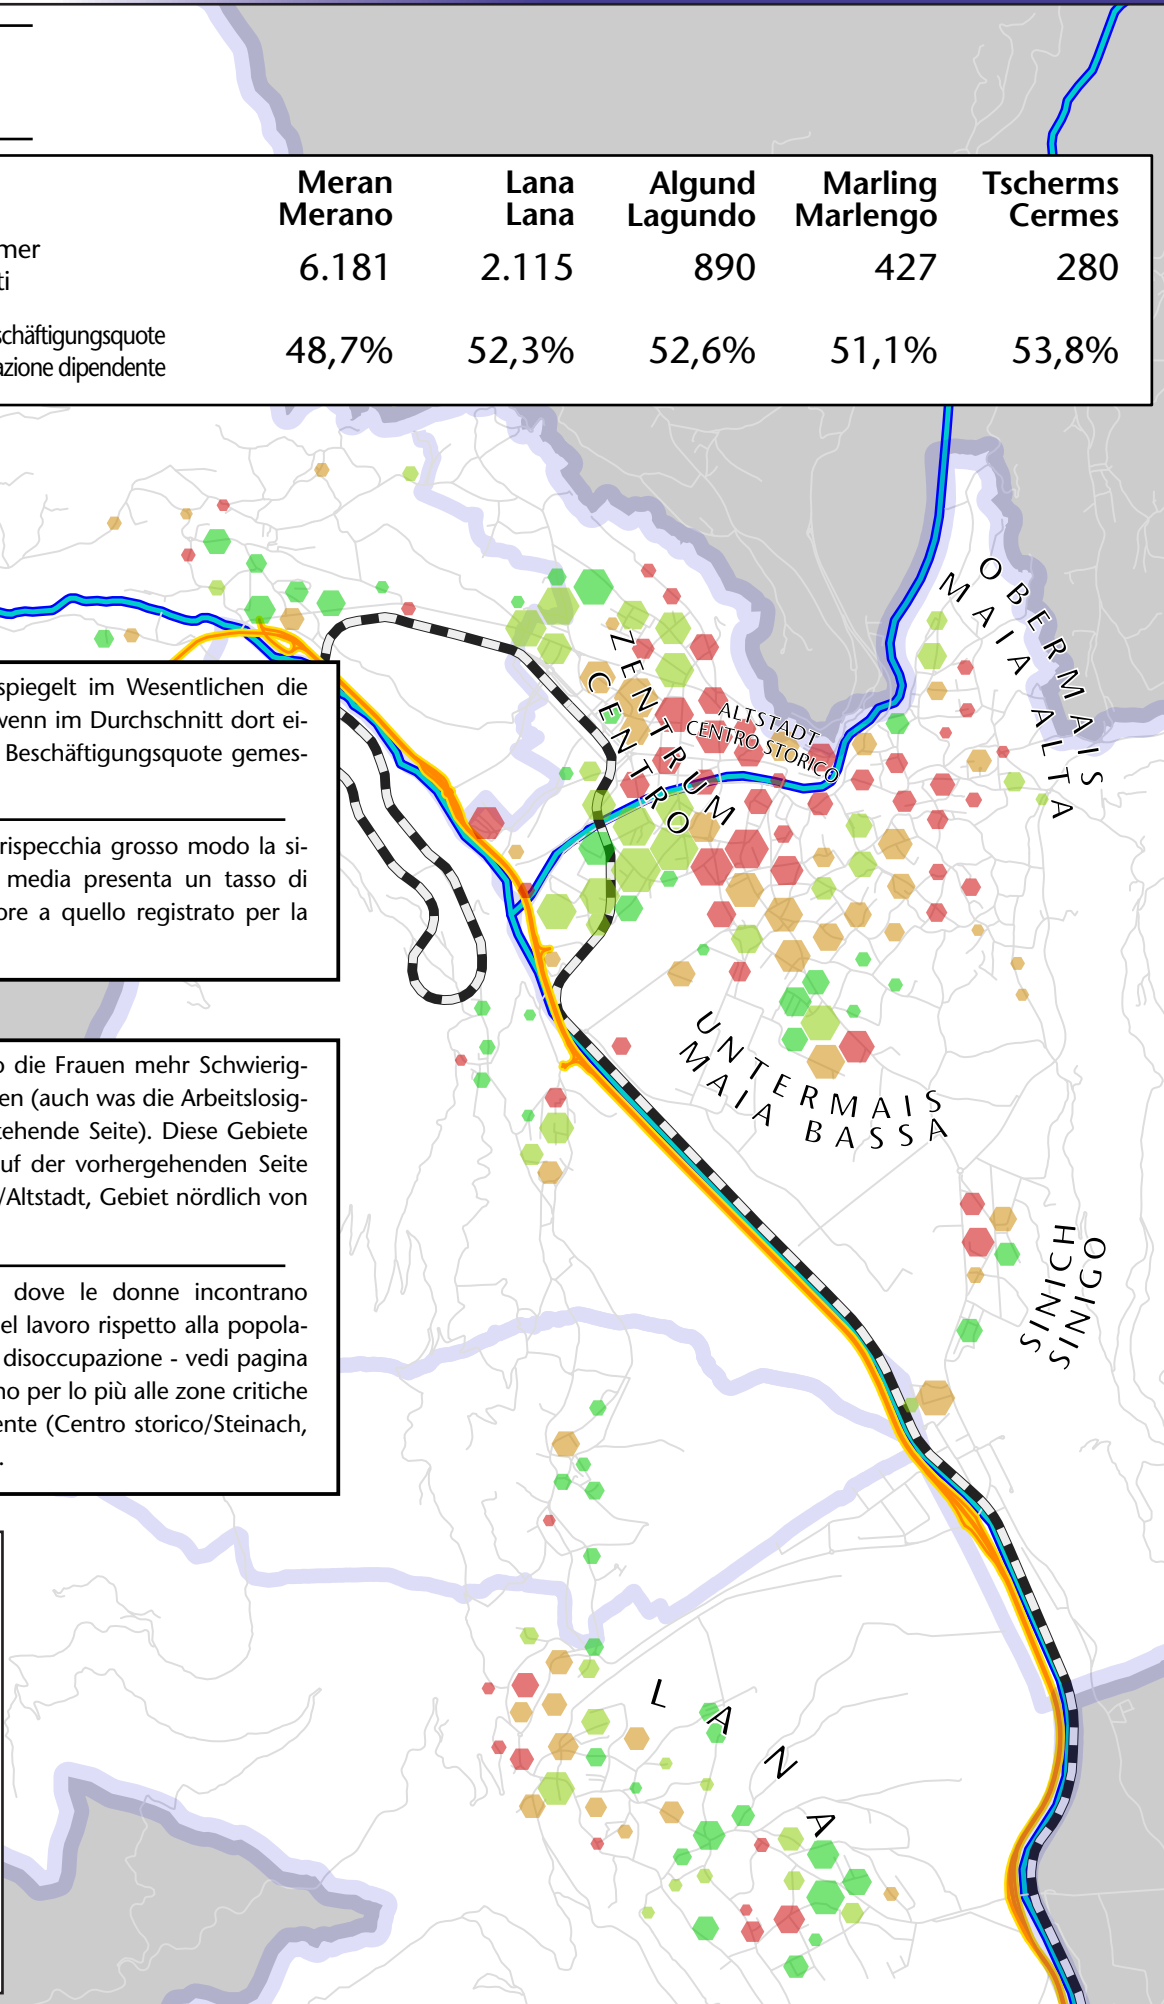 Meran Lana Algund Marling Tscherms
Merano Lana Lagundo Marlengo Cermes
mer
ti
6.181 2.115 890 427 280
schäftigungsquote
azione dipendente
48,7% 52,3% 52,6% 51,1% 53,8%
OBERMAIS
MAIA ALTA
ZENTRUM
CENTRO
ALTSTADT
CENTRO STORICO
spiegelt im Wesentlichen die
wenn im Durchschnitt dort ei-
Beschäftigungsquote gemes-
rispecchia grosso modo la si-
media presenta un tasso di
ore a quello registrato per la
UNTERMAIS
MAIA BASSA
o die Frauen mehr Schwierig-
en (auch was die Arbeitslosig-
tehende Seite). Diese Gebiete
uf der vorhergehenden Seite
/Altstadt, Gebiet nördlich von
dove le donne incontrano
el lavoro rispetto alla popola-
disoccupazione - vedi pagina
no per lo più alle zone critiche
ente (Centro storico/Steinach,
.
SINICH
SINIGO
LANA